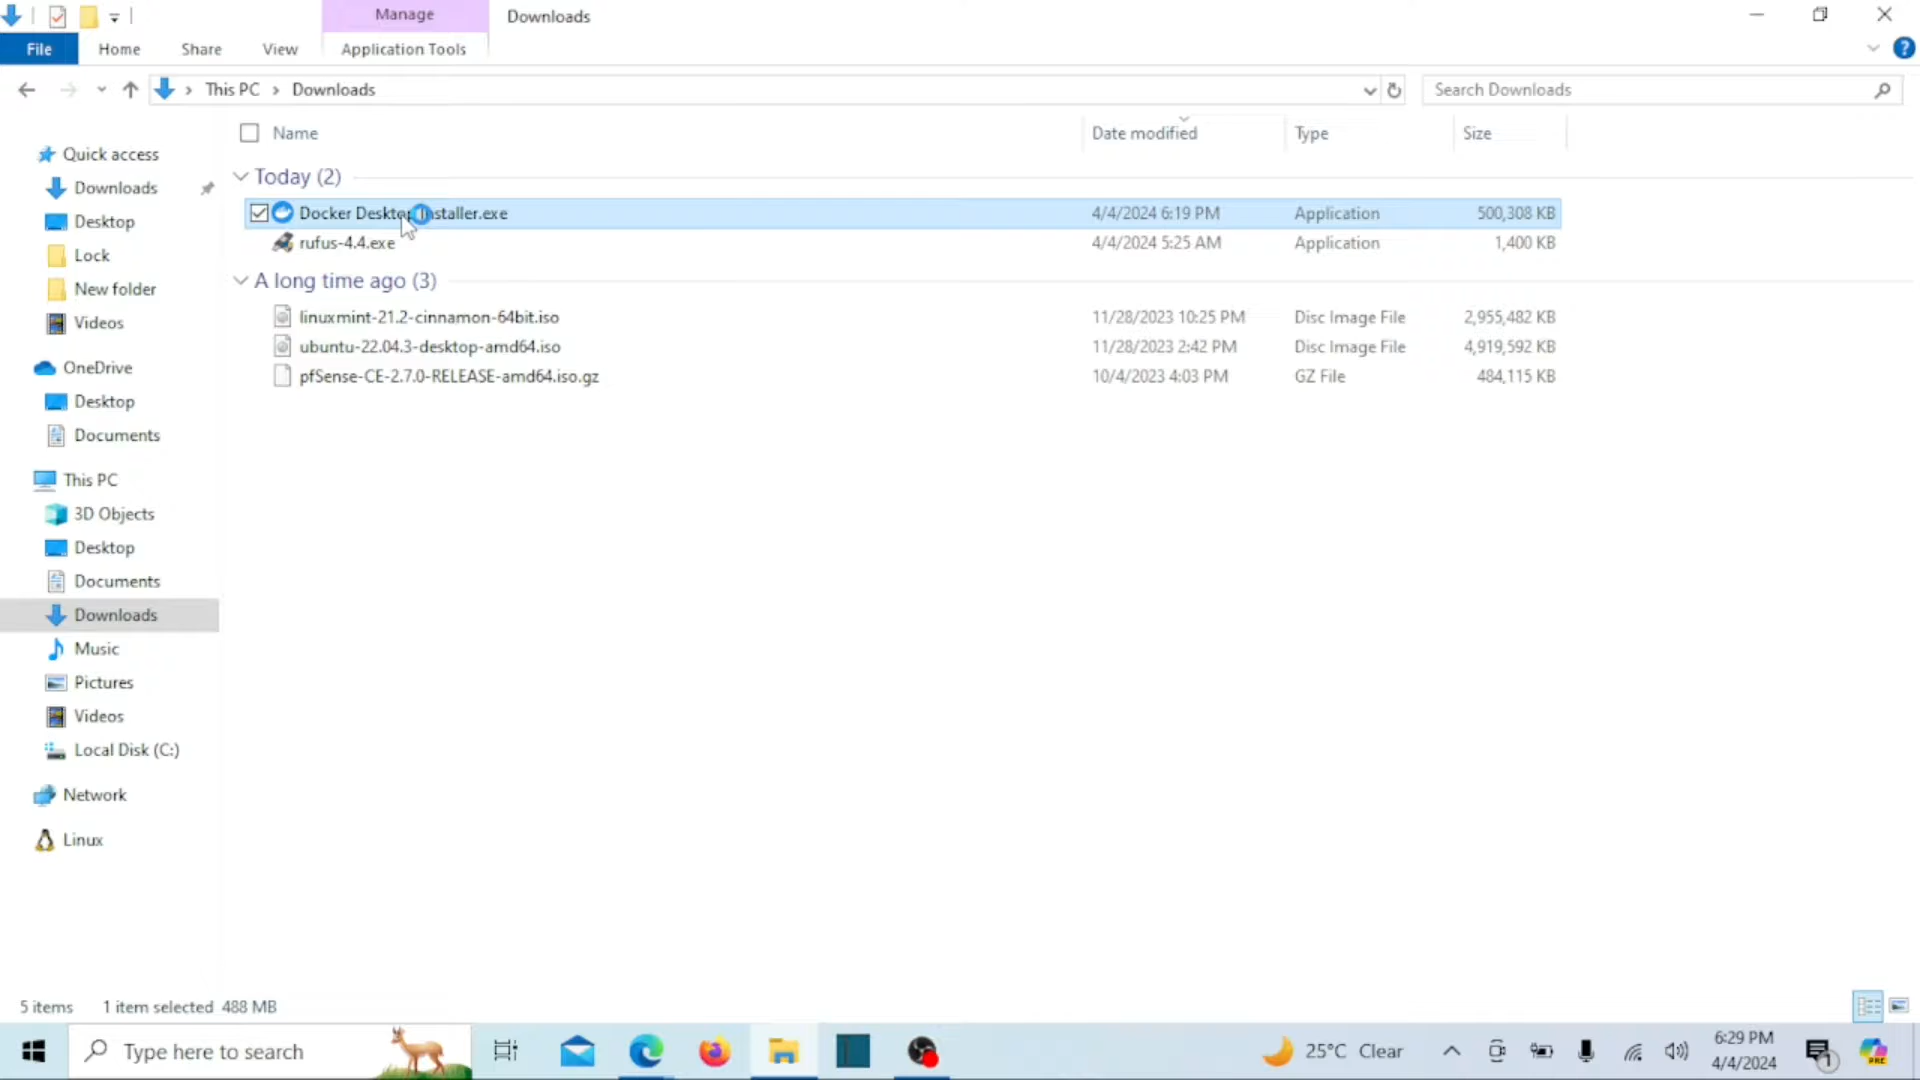 Manage
Downloads
File
Home
Share
View
Application Tools
This PC
Downloads
Search Downloads
Name
Date modified
Type
Size
Quick access
Downloads
Desktop
Lock
New folder
Videos
OneDrive
Desktop
Documents
This PC
3D Objects
Desktop
Documents
Downloads
Music
Pictures
Videos
Local Disk (C:)
Network
Linux
Today (2)
Docker Desktop Installer.exe 4/4/2024 6:19 PM Application 500,308 KB
rufus-4.4.exe 4/4/2024 5:25 AM Application 1,400 KB
A long time ago (3)
linuxmint-21.2-cinnamon-64bit.iso 11/28/2023 10:25 PM Disc Image File 2,955,482 KB
ubuntu-22.04.3-desktop-amd64.iso 11/28/2023 2:42 PM Disc Image File 4,919,592 KB
pfSense-CE-2.7.0-RELEASE-amd64.iso.gz 10/4/2023 4:03 PM GZ File 484,115 KB
5 items 1 item selected 488 MB
Type here to search
25°C Clear
6:29 PM
4/4/2024
1
PRE